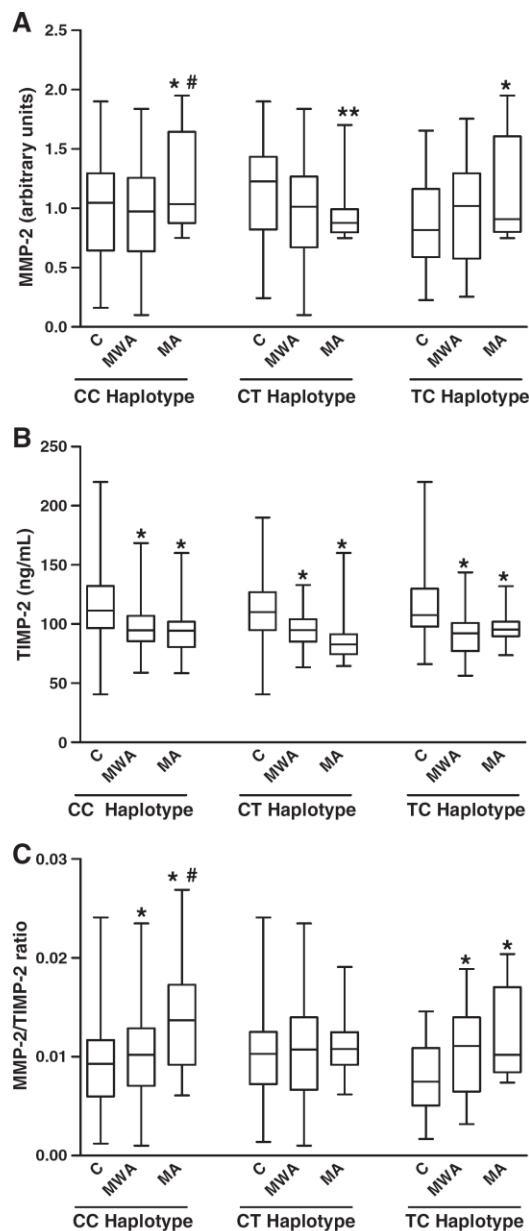 A
MMP-2 (arbitrary units)
2.5
2.0
1.5
1.0
0.5
0.0
* #
**
*
C MWA MA C MWA MA C MWA MA
CC Haplotype CT Haplotype TC Haplotype
B
TIMP-2 (ng/mL)
250
200
150
100
50
0
* * * * * *
C MWA MA C MWA MA C MWA MA
CC Haplotype CT Haplotype TC Haplotype
C
MMP-2/TIMP-2 ratio
0.03
0.02
0.01
0.00
* * # * *
C MWA MA C MWA MA C MWA MA
CC Haplotype CT Haplotype TC Haplotype